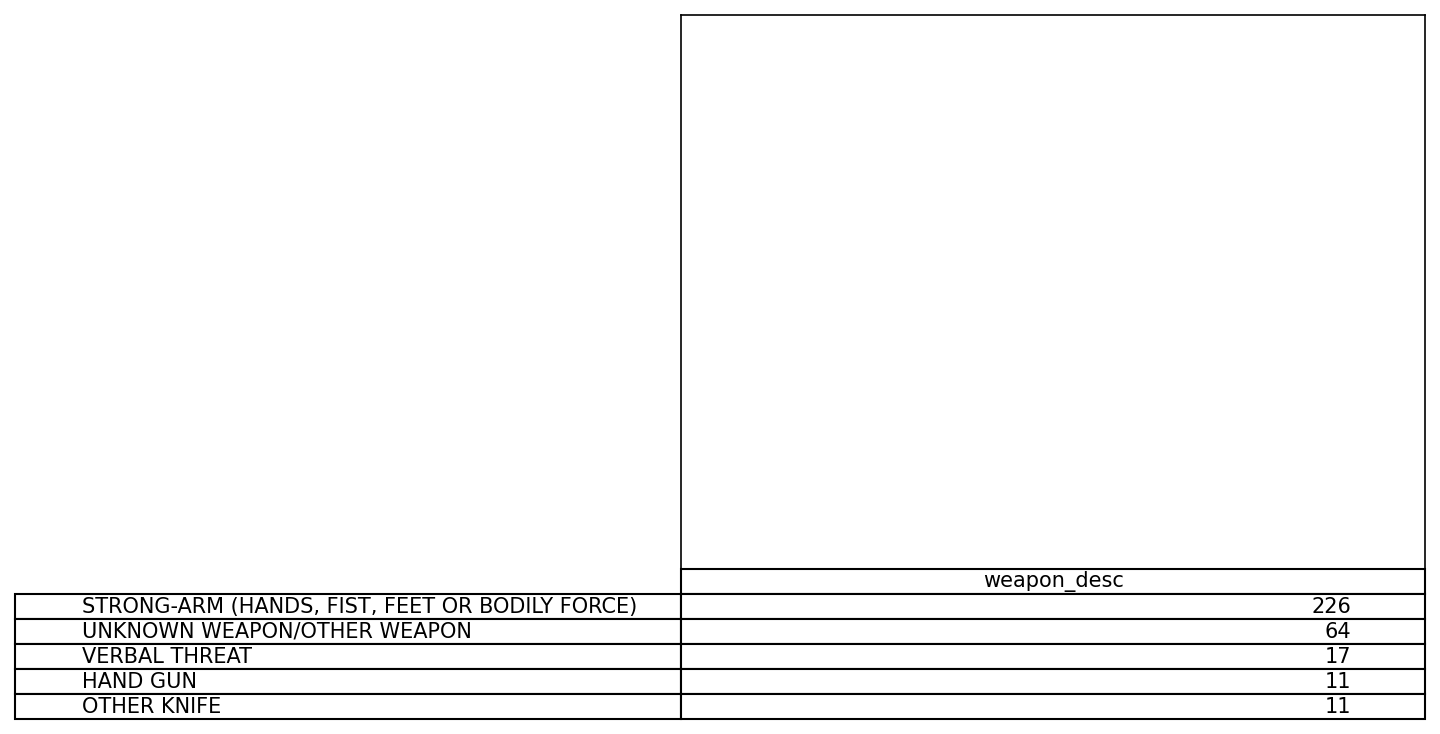 weapon_desc
STRONG-ARM (HANDS, FIST, FEET OR BODILY FORCE) 226
UNKNOWN WEAPON/OTHER WEAPON 64
VERBAL THREAT 17
HAND GUN 11
OTHER KNIFE 11